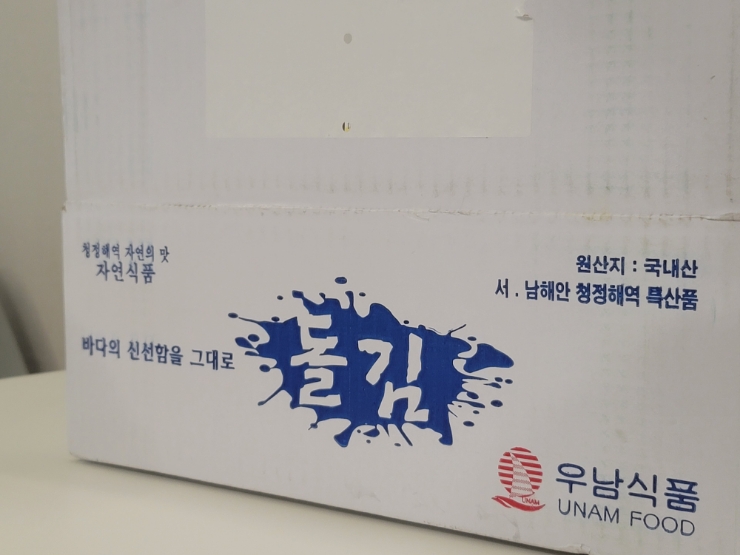 청정해역 자연의 맛
자연식품
원산지 : 국내산
서 . 남해안 청정해역 특산품
바다의 신선함을 그대로
돌김
UNAM
우남식품
UNAM FOOD